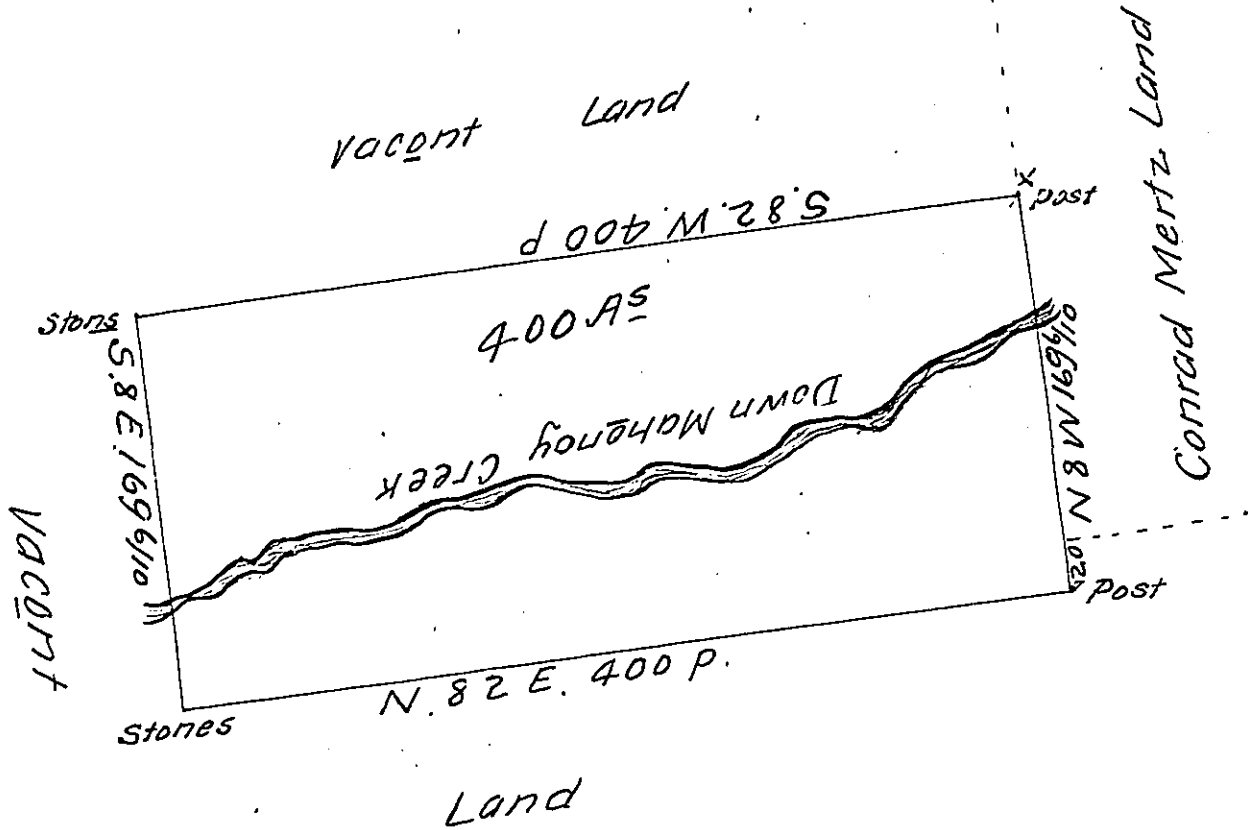 Vacant Land
S. 82. W. 400 p
x
Post
Stons
400 As
S. 8 E. 169 6/10
Down Mahonoy Creek
N 8 W 169 6/10
Conrad Mertz Land
20
Post
Vacant
Stones
N. 82 E. 400 P.
Land